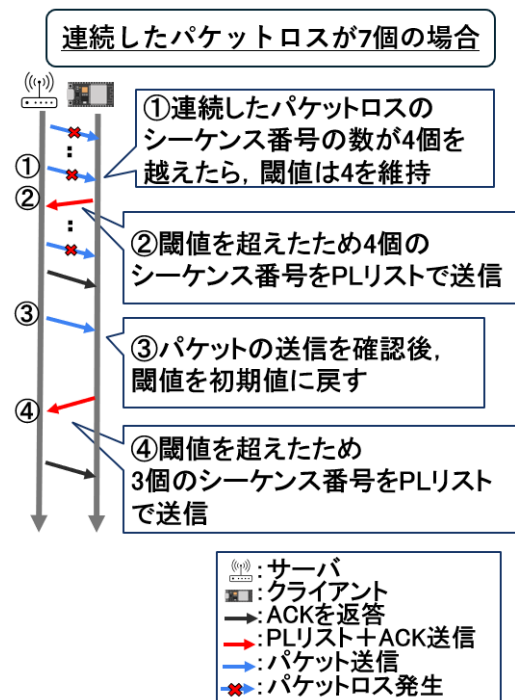 連続したパケットロスが7個の場合
①連続したパケットロスの
シーケンス番号の数が4個を
越えたら, 閾値は4を維持
①
②
②閾値を超えたため4個の
シーケンス番号をPLリストで送信
③
③パケットの送信を確認後,
閾値を初期値に戻す
④
④閾値を超えたため
3個のシーケンス番号をPLリスト
で送信
:サーバ
:クライアント
:ACKを返答
:PLリスト+ACK送信
:パケット送信
:パケットロス発生